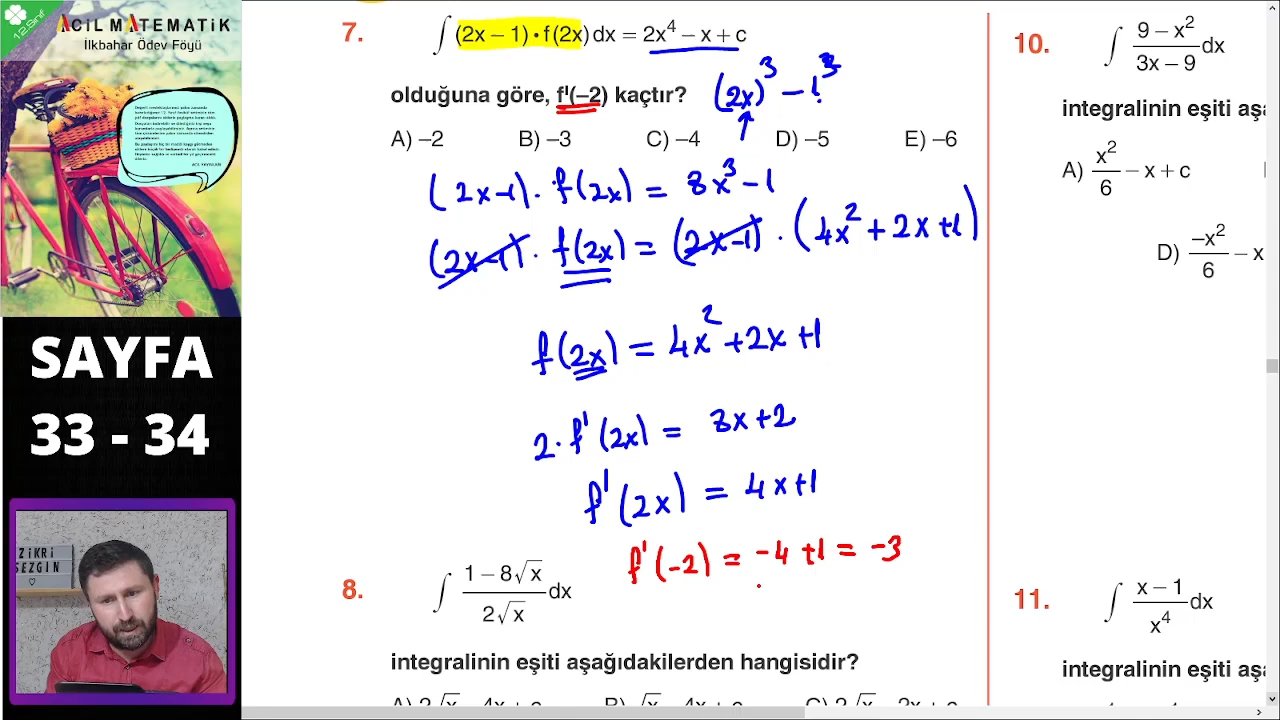 12.Sınıf
ACİL MATEMATİK
İlkbahar Ödev Föyü
ACİL YAYINLARI
SAYFA
33 - 34
ZİKRİ
SEZGİN
7. ∫ (2x – 1) • f(2x) dx = 2x⁴ – x + c
(2x)³ – 1³
olduğuna göre, f'(–2) kaçtır?
A) –2 B) –3 C) –4 D) –5 E) –6
(2x-1) · f(2x) = 8x³ - 1
(2x-1) · f(2x) = (2x-1) · (4x² + 2x + 1)
f(2x) = 4x² + 2x + 1
2 · f'(2x) = 8x + 2
f'(2x) = 4x + 1
f'(-2) = -4 + 1 = -3
8. ∫ (1 – 8√x)/(2√x) dx
integralinin eşiti aşağıdakilerden hangisidir?
10. ∫ (9 – x²)/(3x – 9) dx
integralinin eşiti aşa
A) x²/6 – x + c
D) –x²/6 – x
11. ∫ (x – 1)/x⁴ dx
integralinin eşiti aşa